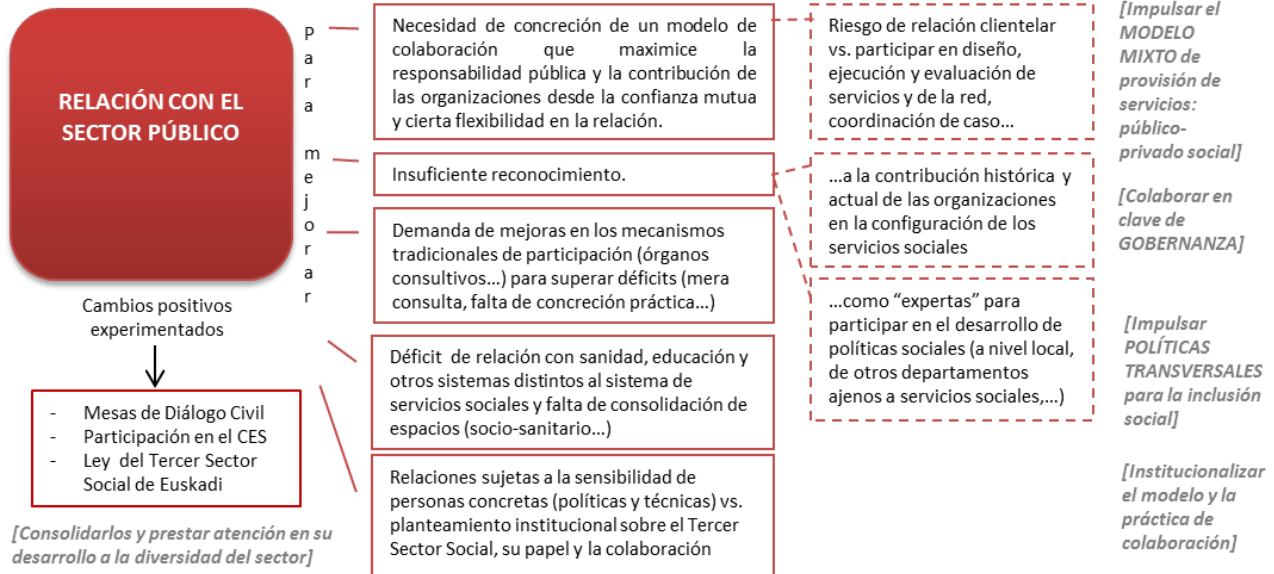 RELACIÓN CON EL
SECTOR PÚBLICO
Para mejorar
Necesidad de concreción de un modelo de
colaboración que maximice la
responsabilidad pública y la contribución de
las organizaciones desde la confianza mutua
y cierta flexibilidad en la relación.
Insuficiente reconocimiento.
Demanda de mejoras en los mecanismos
tradicionales de participación (órganos
consultivos…) para superar déficits (mera
consulta, falta de concreción práctica…)
Déficit de relación con sanidad, educación y
otros sistemas distintos al sistema de
servicios sociales y falta de consolidación de
espacios (socio-sanitario…)
Relaciones sujetas a la sensibilidad de
personas concretas (políticas y técnicas) vs.
planteamiento institucional sobre el Tercer
Sector Social, su papel y la colaboración
Riesgo de relación clientelar
vs. participar en diseño,
ejecución y evaluación de
servicios y de la red,
coordinación de caso…
…a la contribución histórica y
actual de las organizaciones
en la configuración de los
servicios sociales
…como “expertas” para
participar en el desarrollo de
políticas sociales (a nivel local,
de otros departamentos
ajenos a servicios sociales,…)
[Impulsar el
MODELO
MIXTO de
provisión de
servicios:
público-
privado social]
[Colaborar en
clave de
GOBERNANZA]
[Impulsar
POLÍTICAS
TRANSVERSALES
para la inclusión
social]
[Institucionalizar
el modelo y la
práctica de
colaboración]
Cambios positivos
experimentados
- Mesas de Diálogo Civil
- Participación en el CES
- Ley del Tercer Sector
Social de Euskadi
[Consolidarlos y prestar atención en su
desarrollo a la diversidad del sector]